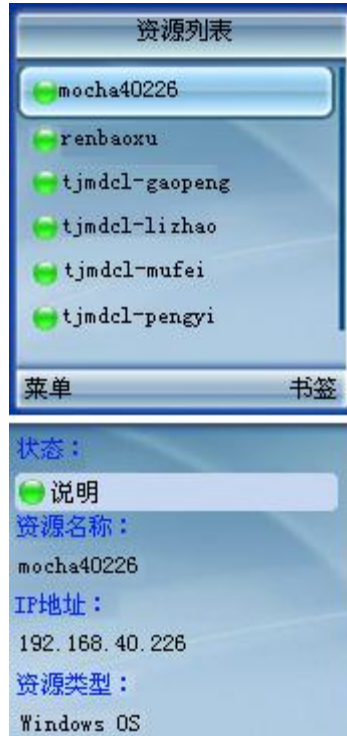 资源列表
mocha40226
renbaoxu
tjmdcl-gaopeng
tjmdcl-lizhao
tjmdcl-mufei
tjmdcl-pengyi
菜单 书签
状态：
说明
资源名称：
mocha40226
IP地址：
192.168.40.226
资源类型：
Windows OS